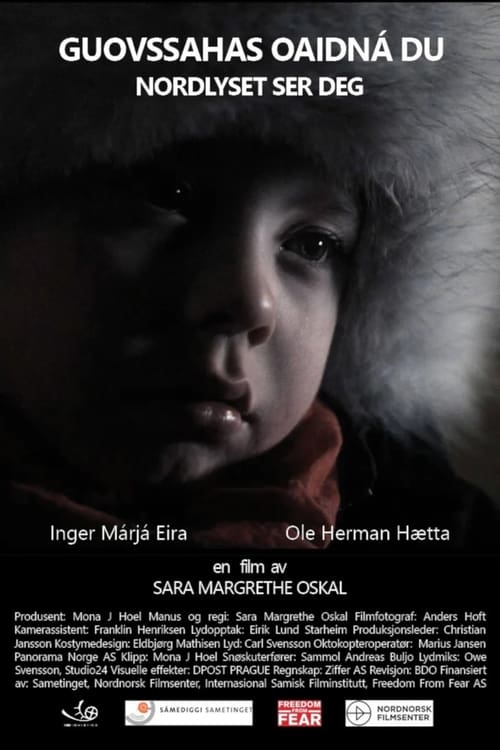 GUOVSSAHAS OAIDNÁ DU
NORDLYSET SER DEG
Inger Márjá Eira
Ole Herman Hætta
en film av
SARA MARGRETHE OSKAL
Produsent: Mona J Hoel Manus og regi: Sara Margrethe Oskal Filmfotograf: Anders Hoft
Kamerassistent: Franklin Henriksen Lydopptak: Eirik Lund Starheim Produksjonsleder: Christian
Jansson Kostymedesign: Eldbjørg Mathisen Lyd: Carl Svensson Oktokopteroperatør: Marius Jansen
Panorama Norge AS Klipp: Mona J Hoel Snøskuterfører: Sammol Andreas Buljo Lydmiks: Owe
Svensson, Studio24 Visuelle effekter: DPOST PRAGUE Regnskap: Ziffer AS Revisjon: BDO Finansiert
av: Sametinget, Nordnorsk Filmsenter, Internasional Samisk Filminstitutt, Freedom From Fear AS
SÁMEDIGGI SAMETINGET
FREEDOM
FROM
FEAR
NORDNORSK
FILMSENTER